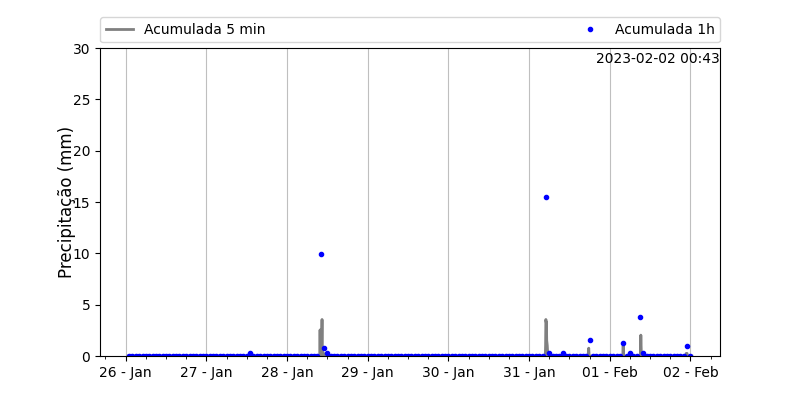 Acumulada 5 min
Acumulada 1h
2023-02-02 00:43
Precipitação (mm)
30
25
20
15
10
5
0
26 - Jan
27 - Jan
28 - Jan
29 - Jan
30 - Jan
31 - Jan
01 - Feb
02 - Feb